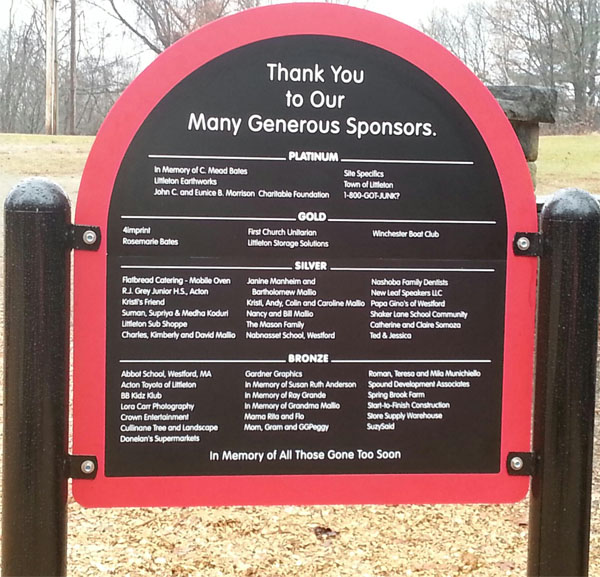 Thank You
to Our
Many Generous Sponsors.
PLATINUM
In Memory of C. Mead Bates
Littleton Earthworks
John C. and Eunice B. Morrison Charitable Foundation
Site Specifics
Town of Littleton
1-800-GOT-JUNK?
GOLD
4imprint
Rosemarie Bates
First Church Unitarian
Littleton Storage Solutions
Winchester Boat Club
SILVER
Flatbread Catering - Mobile Oven
R.J. Grey Junior H.S., Acton
Kristi's Friend
Suman, Supriya & Medha Koduri
Littleton Sub Shoppe
Charles, Kimberly and David Mallio
Janine Manheim and
Bartholomew Mallio
Kristi, Andy, Colin and Caroline Mallio
Nancy and Bill Mallio
The Mason Family
Nabnasset School, Westford
Nashoba Family Dentists
New Leaf Speakers LLC
Papa Gino's of Westford
Shaker Lane School Community
Catherine and Claire Somoza
Ted & Jessica
BRONZE
Abbot School, Westford, MA
Acton Toyota of Littleton
BB Kidz Klub
Lora Carr Photography
Crown Entertainment
Cullinane Tree and Landscape
Donelan's Supermarkets
Gardner Graphics
In Memory of Susan Ruth Anderson
In Memory of Ray Grande
In Memory of Grandma Mallio
Mama Rita and Flo
Mom, Gram and GGPeggy
Roman, Teresa and Mila Munichiello
Spound Development Associates
Spring Brook Farm
Start-to-Finish Construction
Store Supply Warehouse
SuzySaid
In Memory of All Those Gone Too Soon